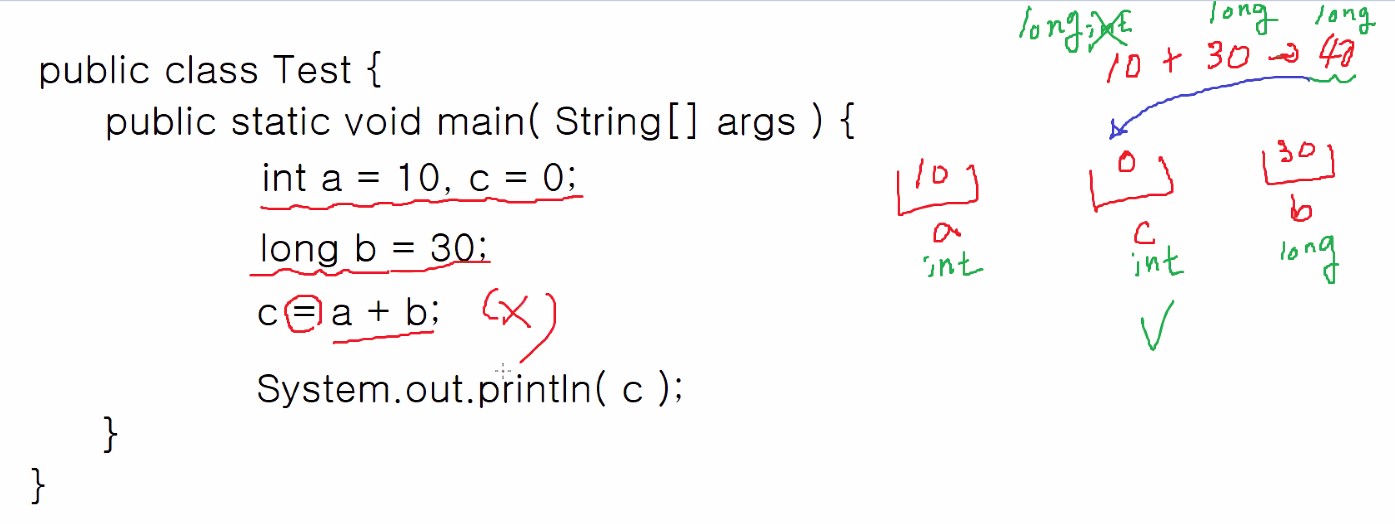 long int long long
10 + 30 → 40
public class Test {
public static void main( String[] args ) {
int a = 10, c = 0;
10 0 30
a c b
int int long
long b = 30;
c = a + b; (X)
System.out.println( c );
}
}